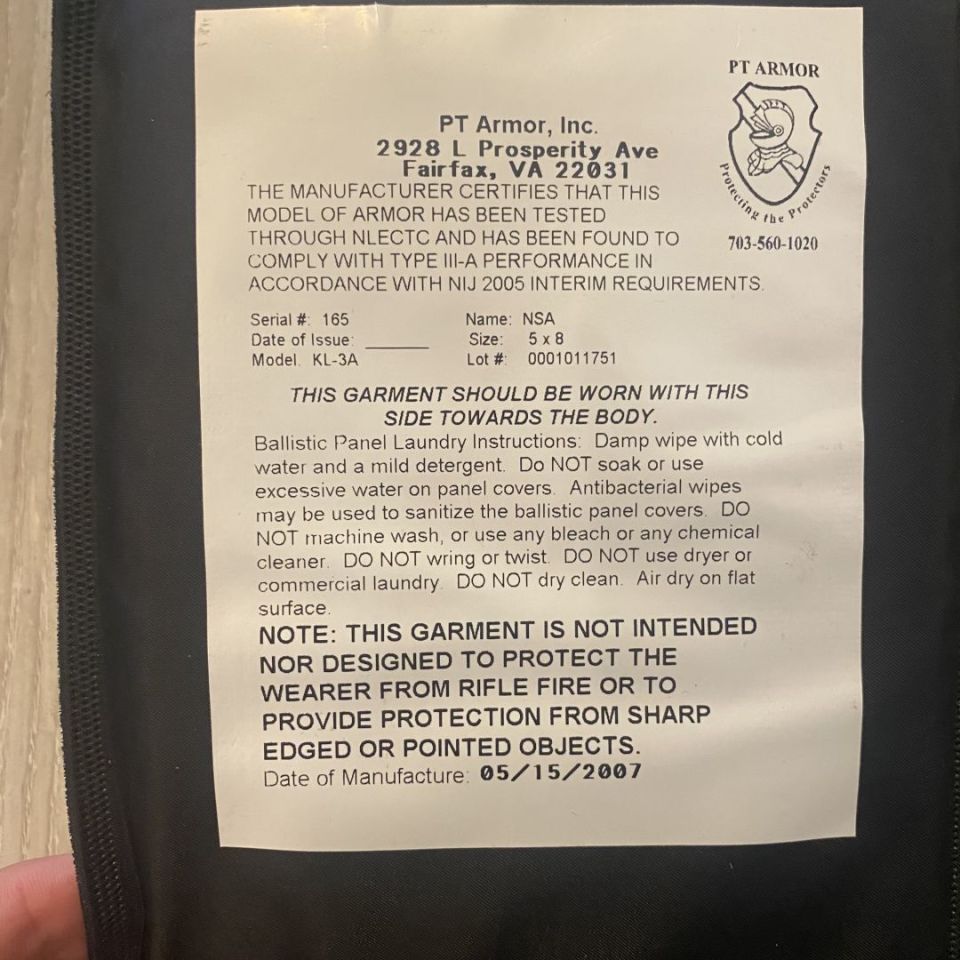 PT ARMOR
Protecting the Protectors
703-560-1020
PT Armor, Inc.
2928 L Prosperity Ave
Fairfax, VA 22031
THE MANUFACTURER CERTIFIES THAT THIS
MODEL OF ARMOR HAS BEEN TESTED
THROUGH NLECTC AND HAS BEEN FOUND TO
COMPLY WITH TYPE III-A PERFORMANCE IN
ACCORDANCE WITH NIJ 2005 INTERIM REQUIREMENTS.
Serial #: 165 Name: NSA
Date of Issue: ______ Size: 5 x 8
Model. KL-3A Lot #: 0001011751
THIS GARMENT SHOULD BE WORN WITH THIS
SIDE TOWARDS THE BODY.
Ballistic Panel Laundry Instructions: Damp wipe with cold
water and a mild detergent. Do NOT soak or use
excessive water on panel covers. Antibacterial wipes
may be used to sanitize the ballistic panel covers. DO
NOT machine wash, or use any bleach or any chemical
cleaner. DO NOT wring or twist. DO NOT use dryer or
commercial laundry. DO NOT dry clean. Air dry on flat
surface.
NOTE: THIS GARMENT IS NOT INTENDED
NOR DESIGNED TO PROTECT THE
WEARER FROM RIFLE FIRE OR TO
PROVIDE PROTECTION FROM SHARP
EDGED OR POINTED OBJECTS.
Date of Manufacture: 05/15/2007